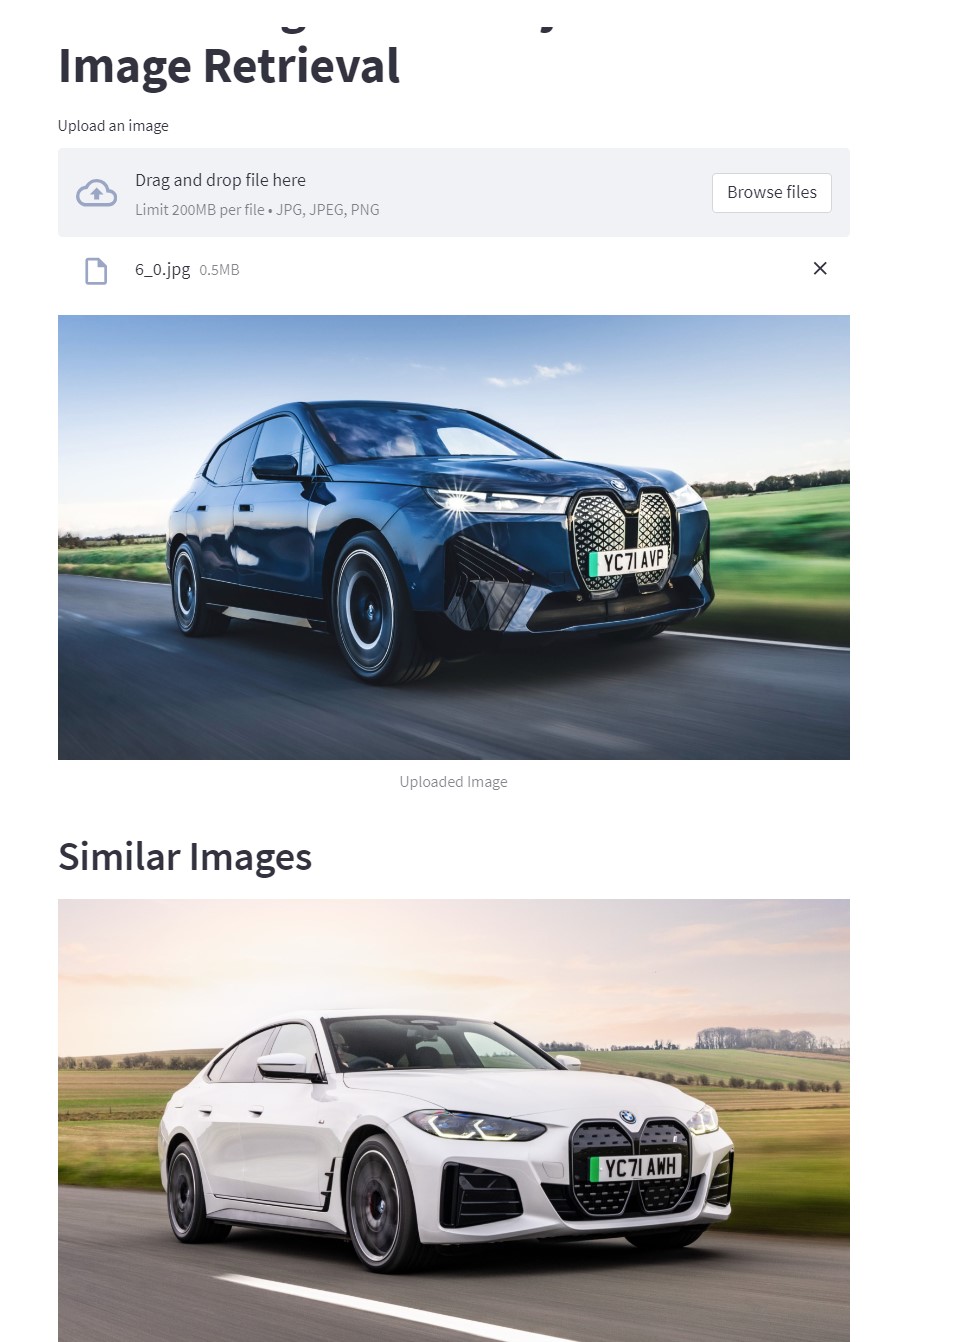 Image Retrieval
Upload an image
Drag and drop file here
Limit 200MB per file • JPG, JPEG, PNG
Browse files
6_0.jpg 0.5MB
YC71 AVP
Uploaded Image
Similar Images
YC71 AWH